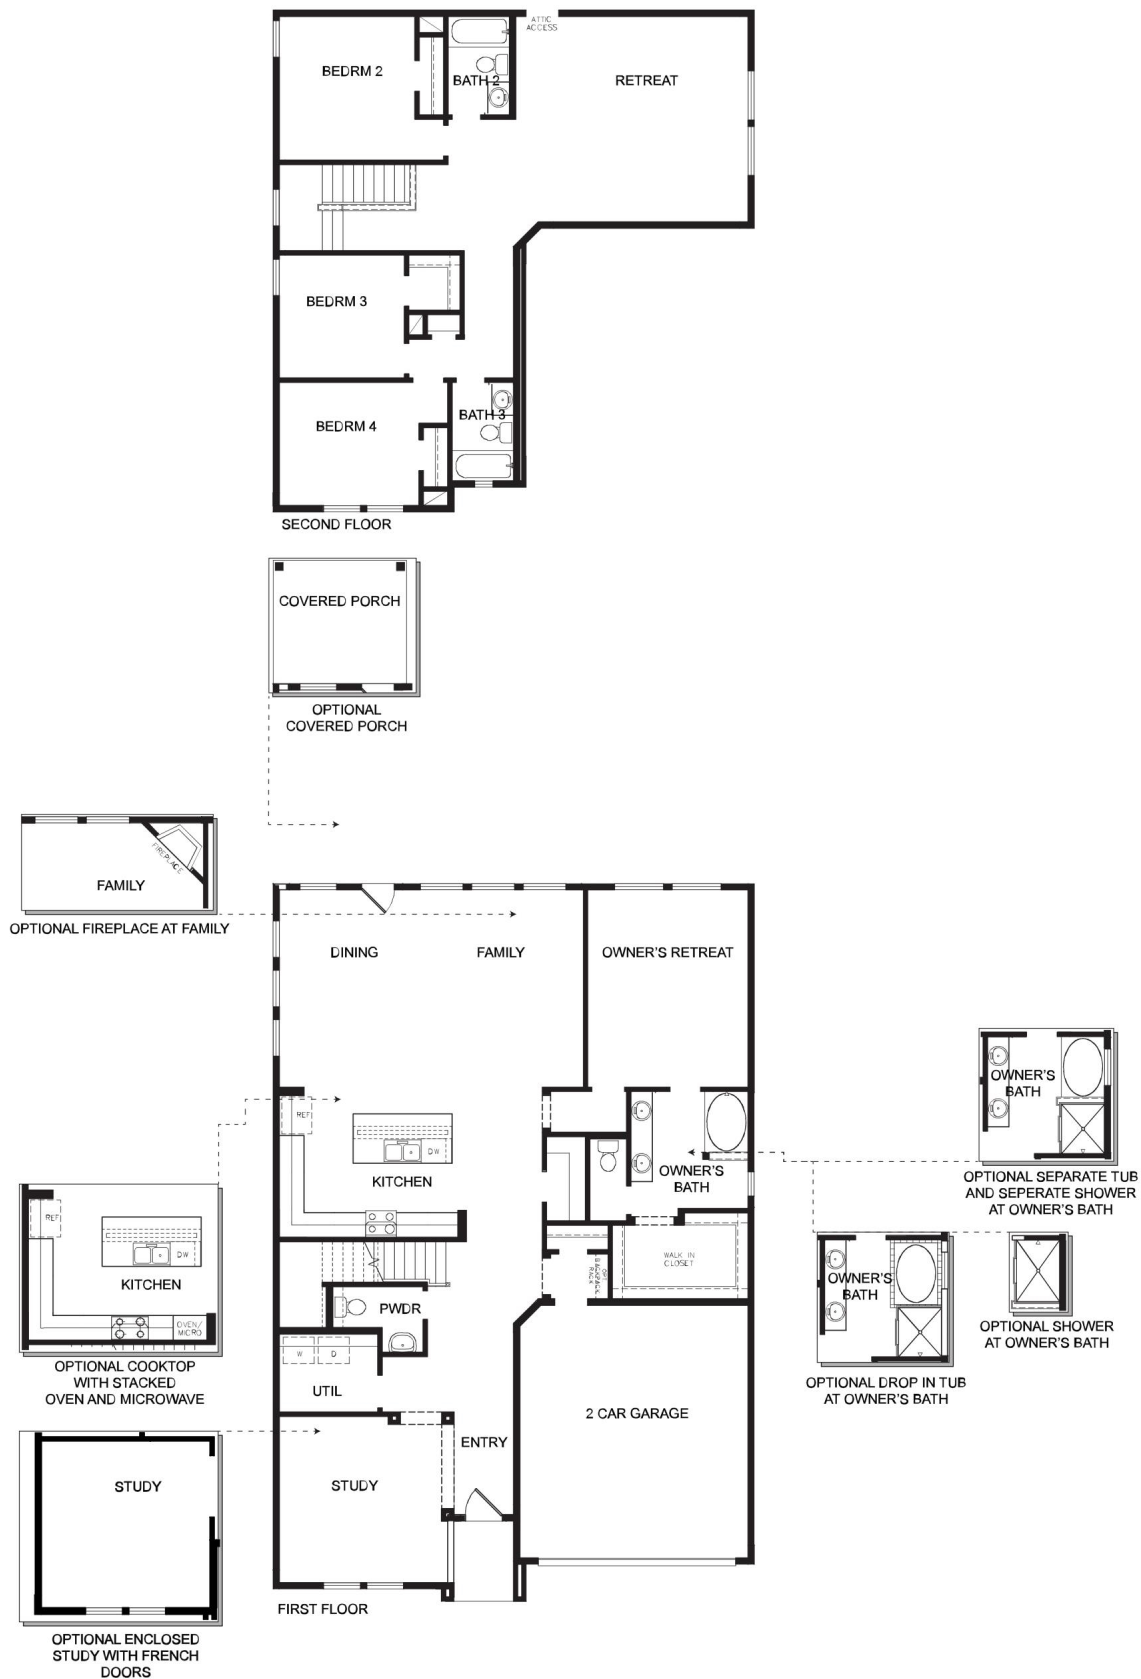 ATTIC
ACCESS
BEDRM 2
BATH 2
RETREAT
BEDRM 3
BATH 3
BEDRM 4
SECOND FLOOR
COVERED PORCH
OPTIONAL
COVERED PORCH
FIREPLACE
FAMILY
OPTIONAL FIREPLACE AT FAMILY
DINING
FAMILY
OWNER'S RETREAT
REF
DW
KITCHEN
OWNER'S
BATH
WALK IN
CLOSET
OPT.
BACKPACK
RACK
PWDR
W
D
UTIL
2 CAR GARAGE
ENTRY
STUDY
FIRST FLOOR
OWNER'S
BATH
OPTIONAL SEPARATE TUB
AND SEPERATE SHOWER
AT OWNER'S BATH
OWNER'S
BATH
OPTIONAL DROP IN TUB
AT OWNER'S BATH
OPTIONAL SHOWER
AT OWNER'S BATH
REF
DW
KITCHEN
OVEN/
MICRO
OPTIONAL COOKTOP
WITH STACKED
OVEN AND MICROWAVE
STUDY
OPTIONAL ENCLOSED
STUDY WITH FRENCH
DOORS